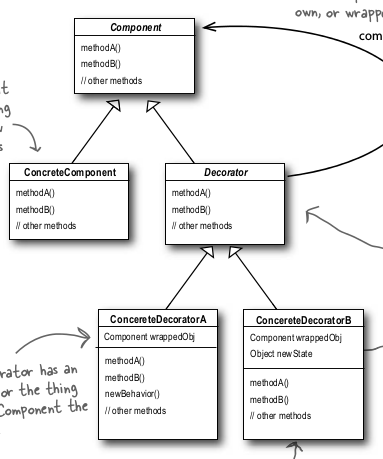 own, or wrapp
Component
com
methodA()
methodB()
// other methods
ConcreteComponent
methodA()
methodB()
// other methods
Decorator
methodA()
methodB()
// other methods
ConcereteDecoratorA
Component wrappedObj
methodA()
methodB()
newBehavior()
// other methods
ConcereteDecoratorB
Component wrappedObj
Object newState
methodA()
methodB()
// other methods
rator has an
or the thing
Component the